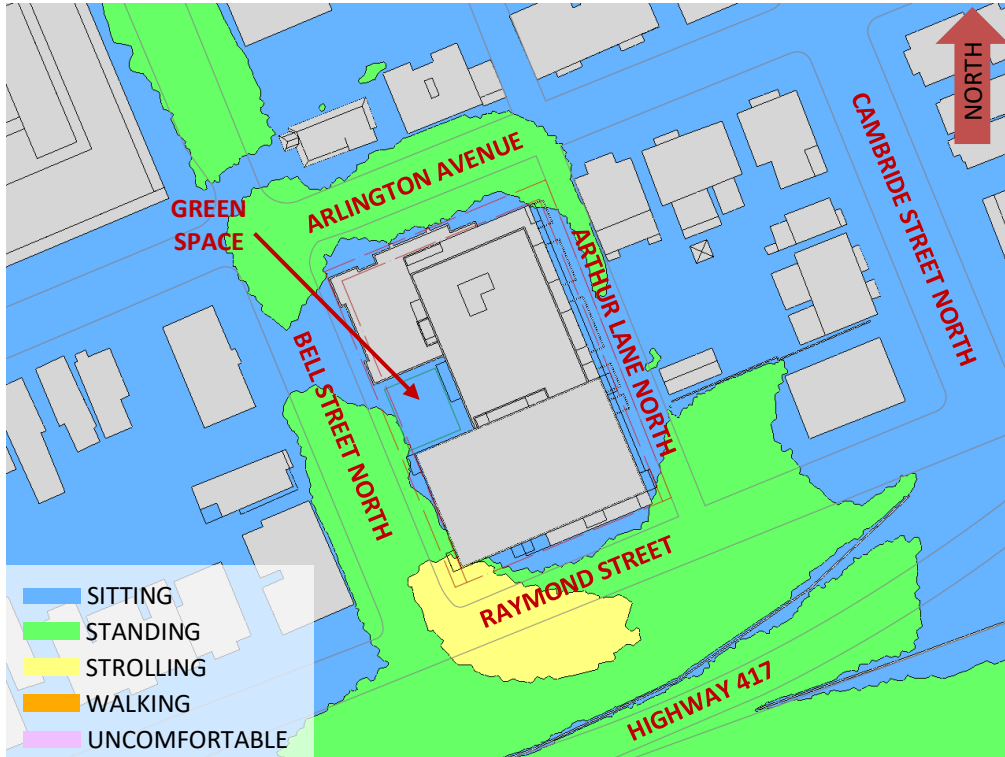 NORTH
CAMBRIDE STREET NORTH
ARLINGTON AVENUE
GREEN
SPACE
ARTHUR LANE NORTH
BELL STREET NORTH
RAYMOND STREET
HIGHWAY 417
SITTING
STANDING
STROLLING
WALKING
UNCOMFORTABLE